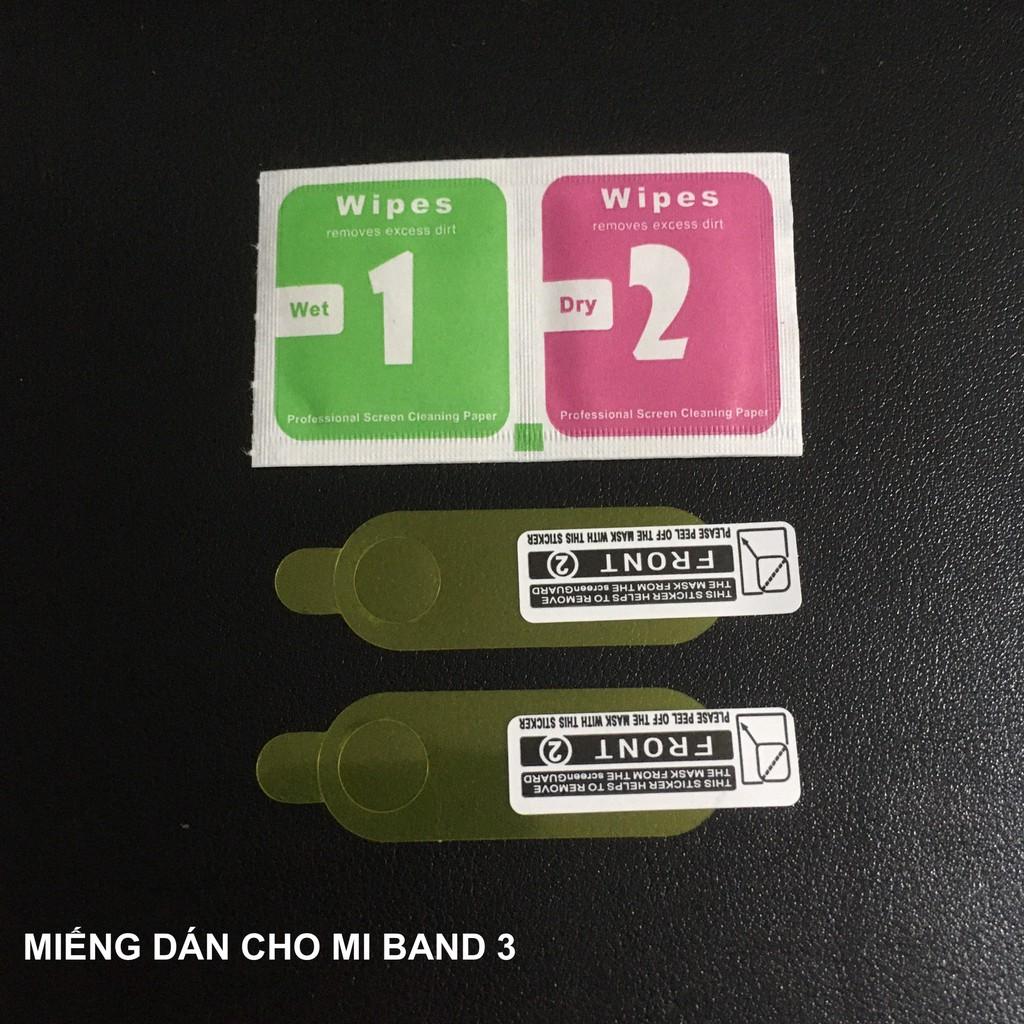 Wipes
removes excess dirt
Wet
1
Professional Screen Cleaning Paper
Wipes
removes excess dirt
Dry
2
Professional Screen Cleaning Paper
THIS STICKER HELPS TO REMOVE
THE MASK FROM THE screenGUARD
FRONT 2
PLEASE PEEL OFF THE MASK WITH THIS STICKER
THIS STICKER HELPS TO REMOVE
THE MASK FROM THE screenGUARD
FRONT 2
PLEASE PEEL OFF THE MASK WITH THIS STICKER
MIẾNG DÁN CHO MI BAND 3